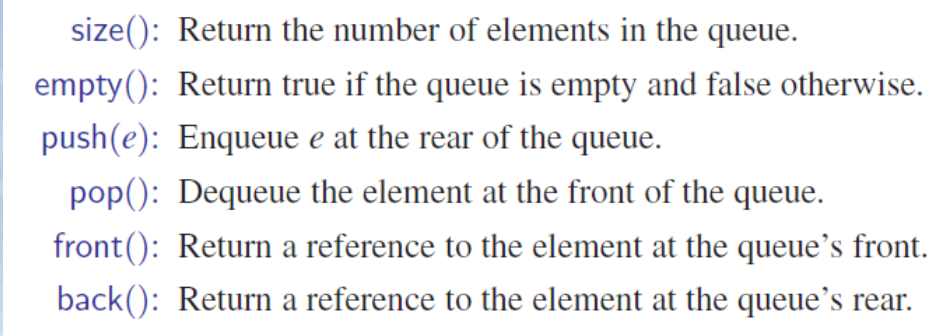 size(): Return the number of elements in the queue.
empty(): Return true if the queue is empty and false otherwise.
push(e): Enqueue e at the rear of the queue.
pop(): Dequeue the element at the front of the queue.
front(): Return a reference to the element at the queue’s front.
back(): Return a reference to the element at the queue’s rear.